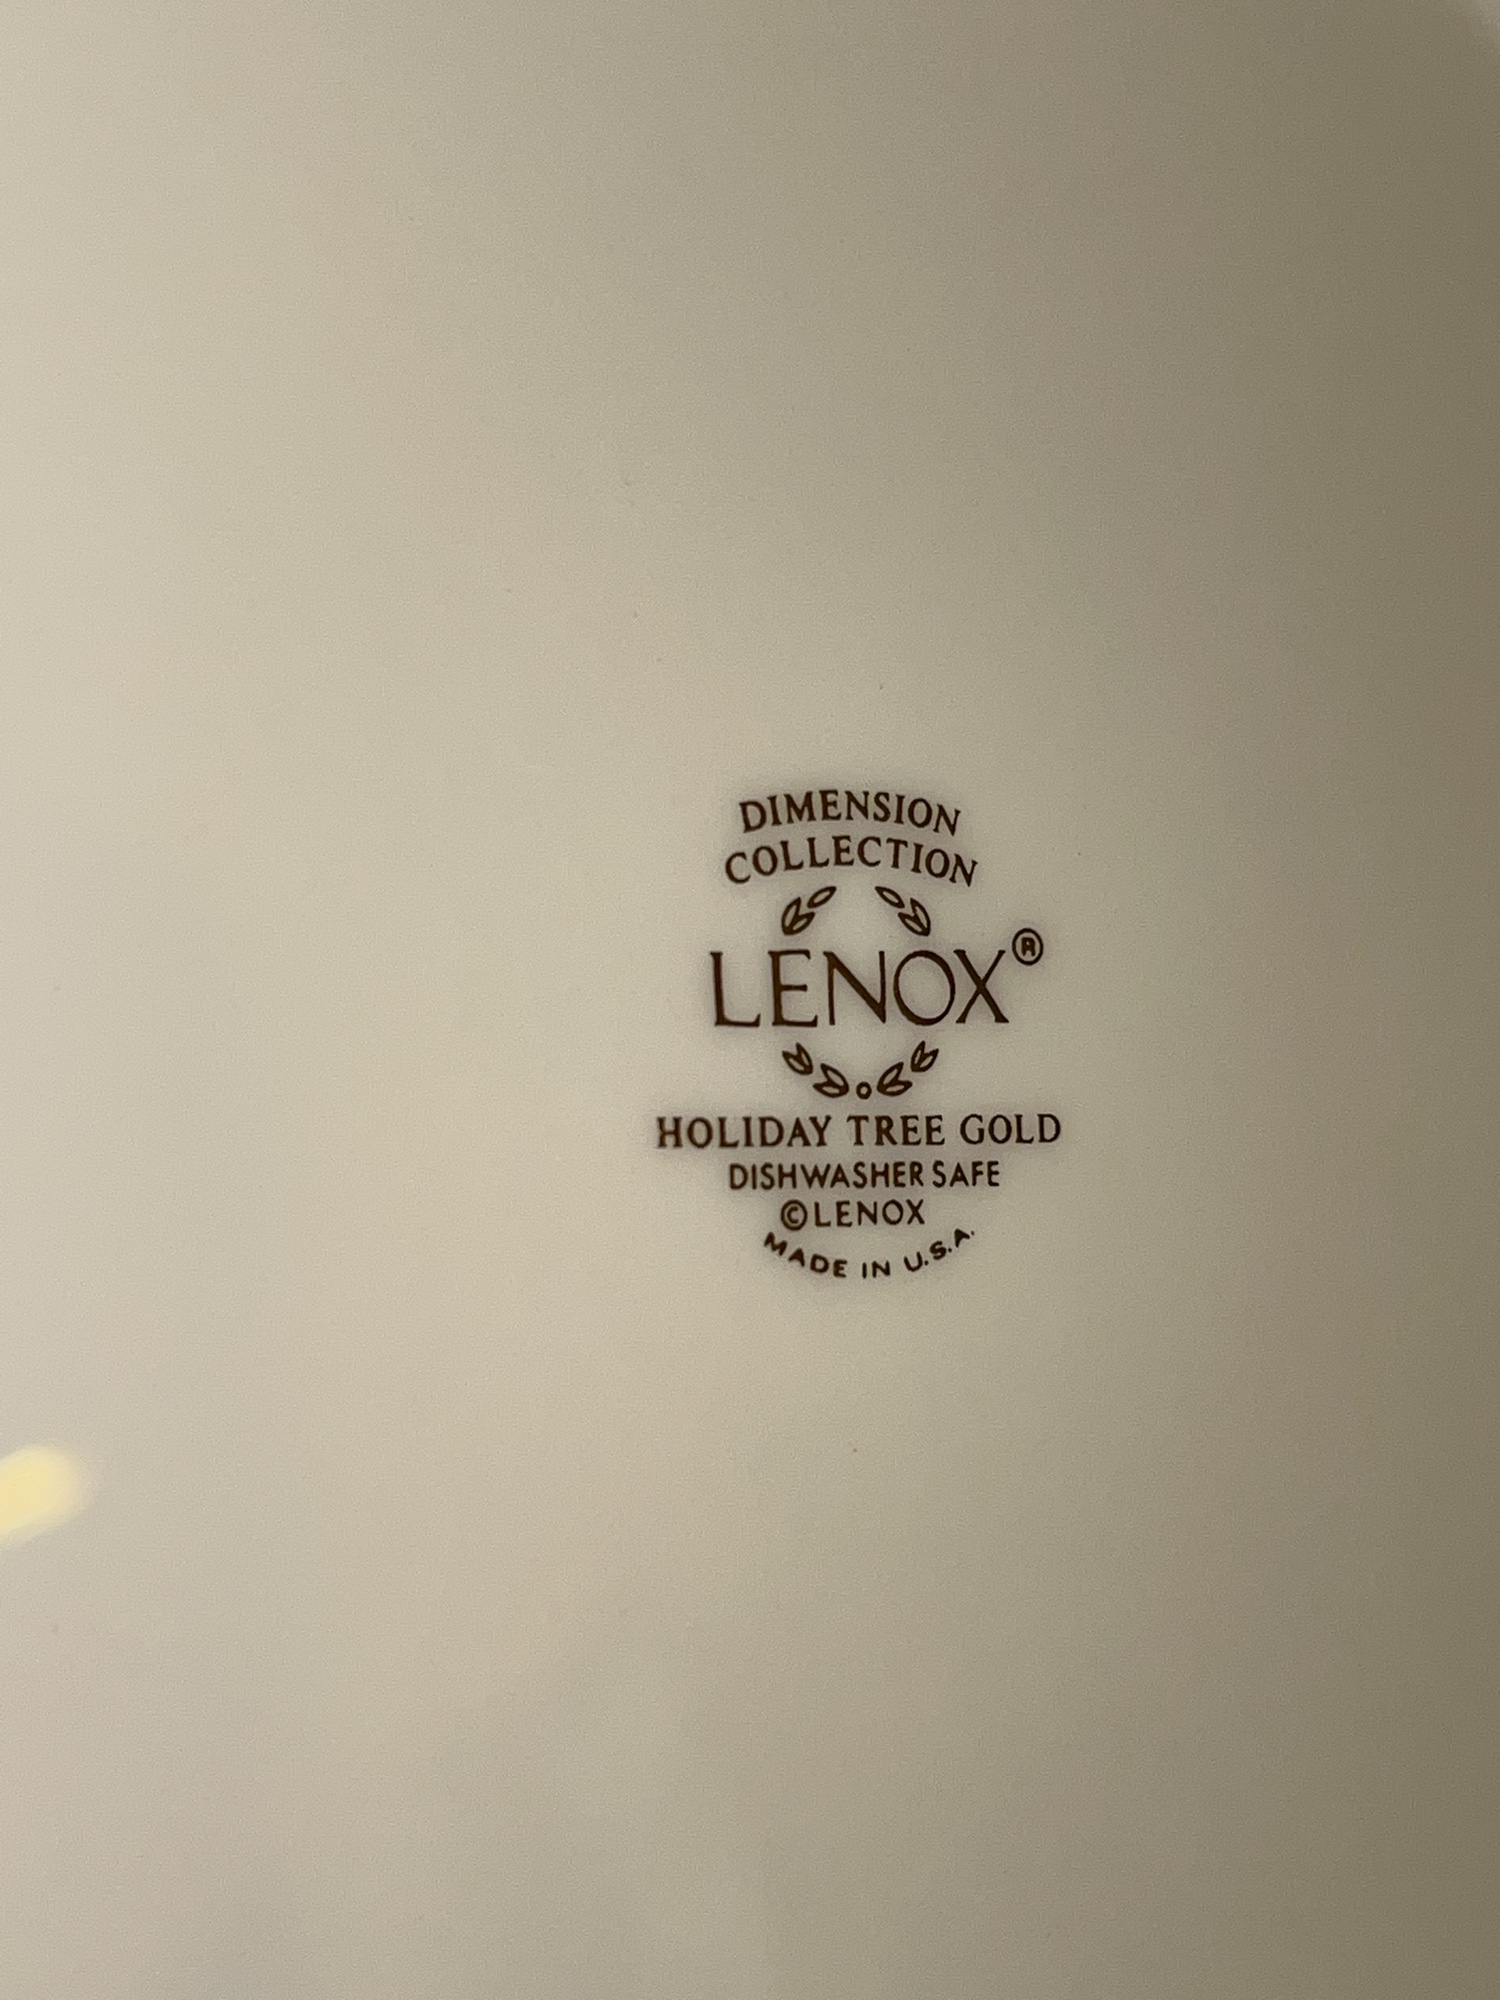 DIMENSION
COLLECTION
LENOX®
HOLIDAY TREE GOLD
DISHWASHER SAFE
©LENOX
MADE IN U.S.A.